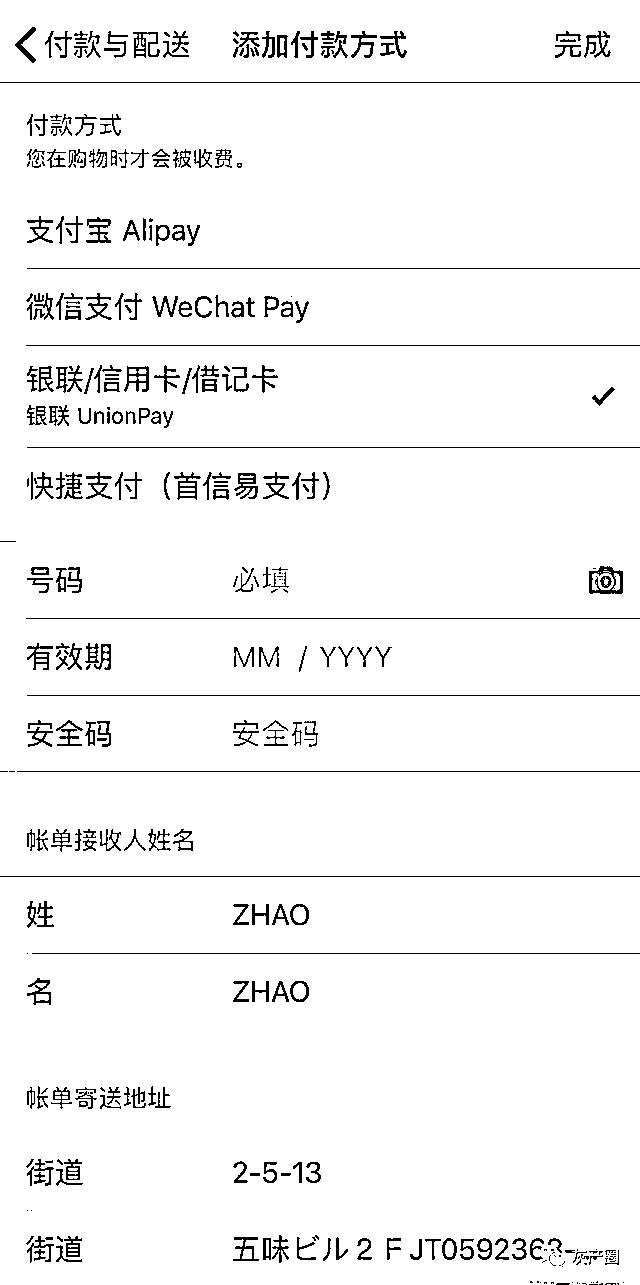 付款与配送 添加付款方式 完成
付款方式
您在购物时才会被收费。
支付宝 Alipay
微信支付 WeChat Pay
银联/信用卡/借记卡
银联 UnionPay
快捷支付（首信易支付）
号码 必填
有效期 MM / YYYY
安全码 安全码
帐单接收人姓名
姓 ZHAO
名 ZHAO
帐单寄送地址
街道 2-5-13
街道 五味ビル２Ｆ JT0592363-
灰产圈